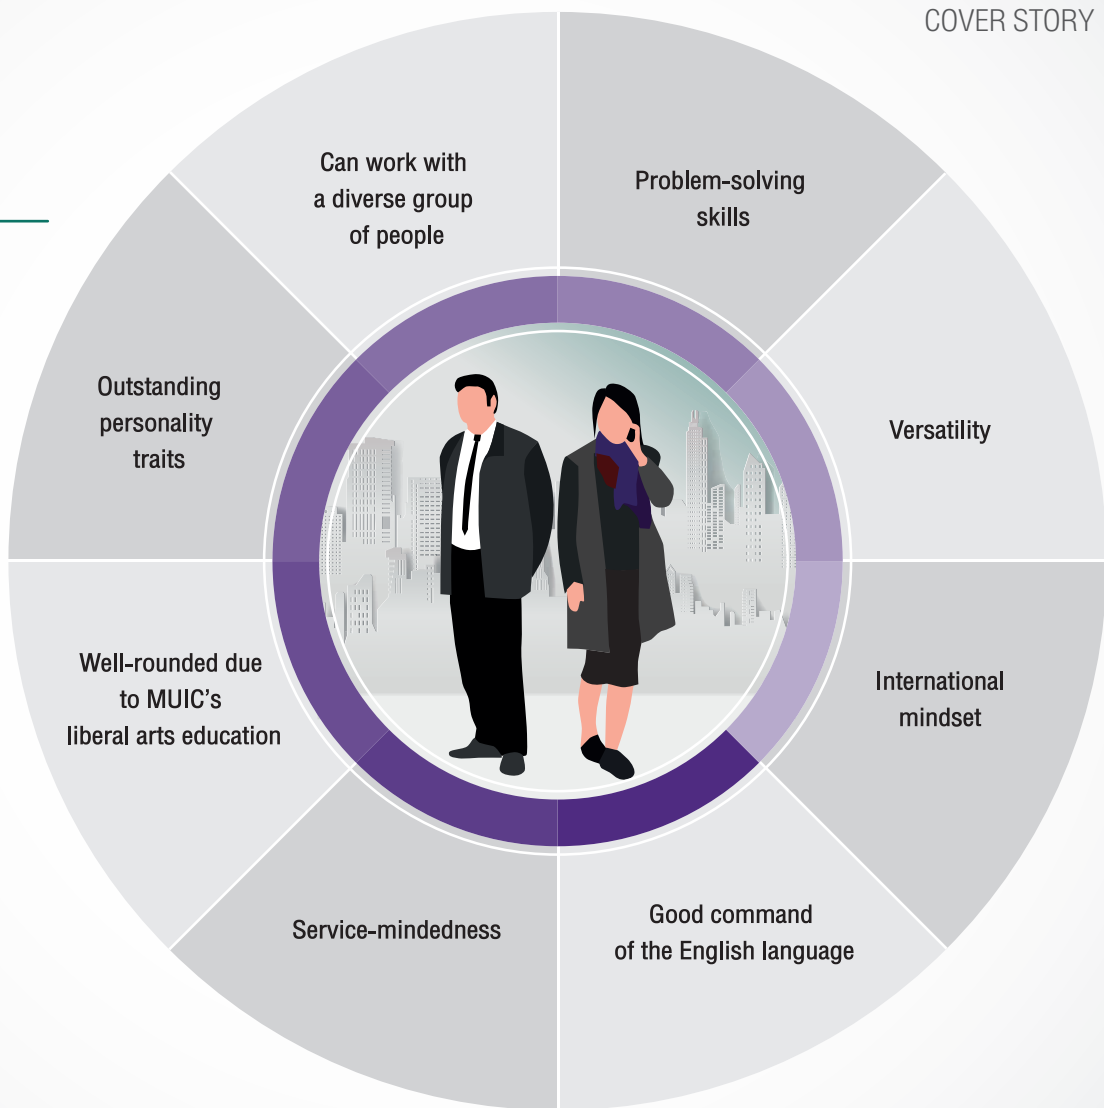 COVER STORY
Can work with
a diverse group
of people
Problem-solving
skills
Versatility
International
mindset
Good command
of the English language
Service-mindedness
Well-rounded due
to MUIC’s
liberal arts education
Outstanding
personality
traits